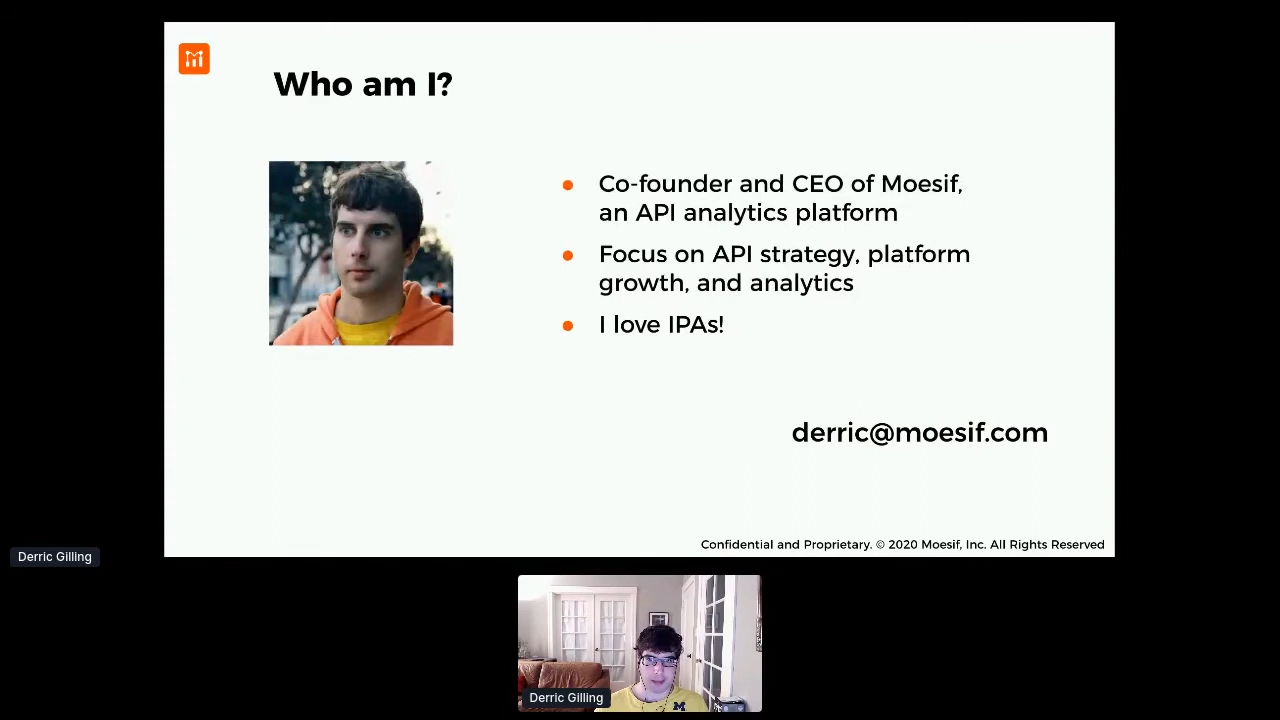 Who am I?
Co-founder and CEO of Moesif,
an API analytics platform
Focus on API strategy, platform
growth, and analytics
I love IPAs!
derric@moesif.com
Confidential and Proprietary. © 2020 Moesif, Inc. All Rights Reserved
Derric Gilling
Derric Gilling
M